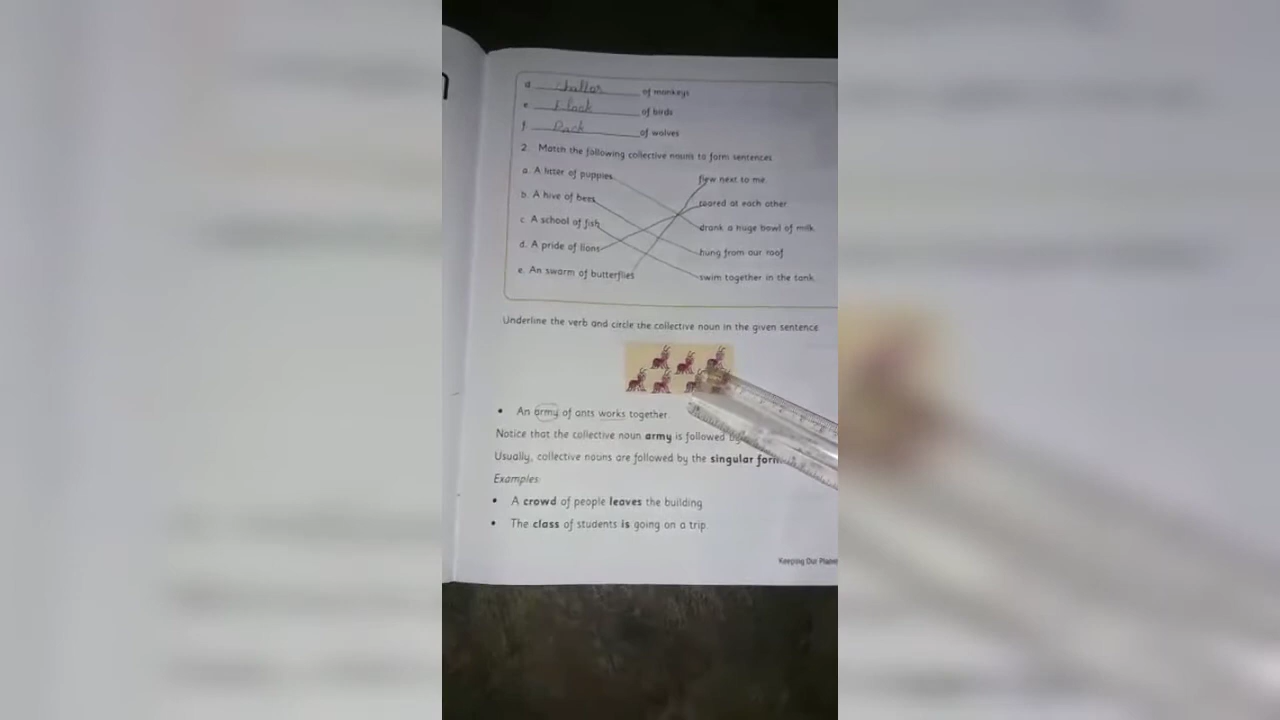 d. of monkeys
e. Flock of birds
f. Pack of wolves
2. Match the following collective nouns to form sentences
a. A litter of puppies flew next to me
b. A hive of bees roared at each other
c. A school of fish drank a huge bowl of milk
d. A pride of lions hung from our roof
e. An swarm of butterflies swim together in the tank
Underline the verb and circle the collective noun in the given sentence
• An army of ants works together.
Notice that the collective noun army is followed
Usually, collective nouns are followed by the singular form
Examples
• A crowd of people leaves the building
• The class of students is going on a trip.
Keeping Our Plane